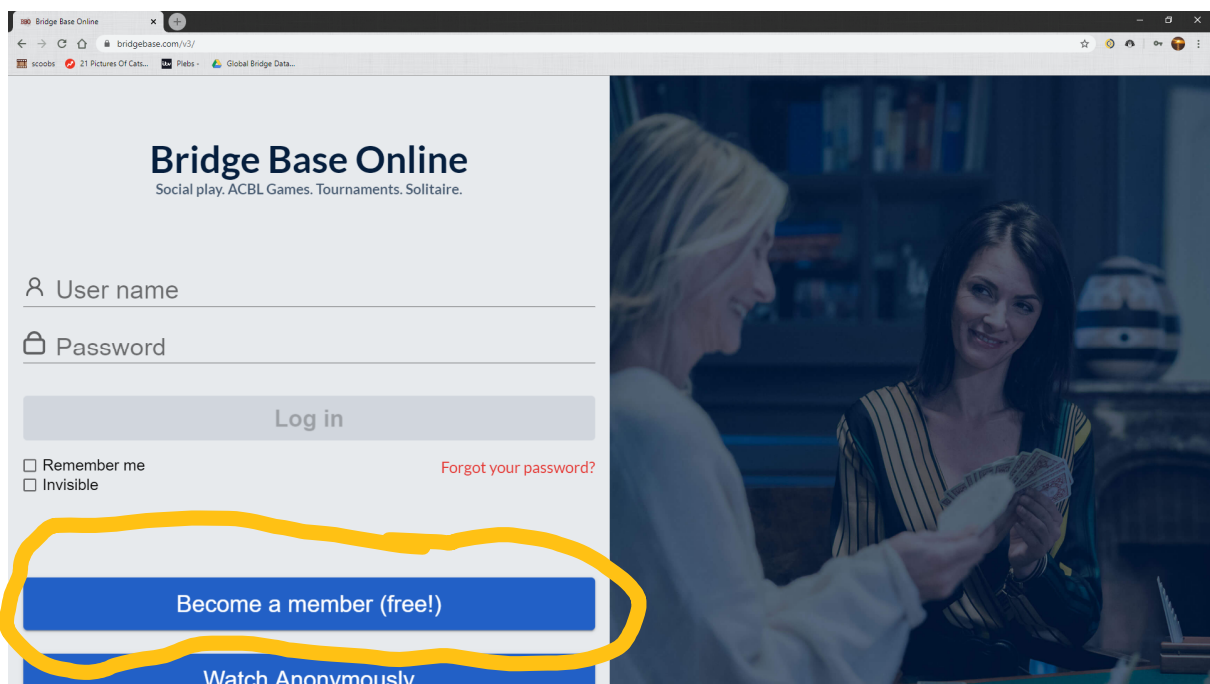 BBO Bridge Base Online
bridgebase.com/v3/
scoobs 21 Pictures Of Cats... itv Plebs - Global Bridge Data...
Bridge Base Online
Social play. ACBL Games. Tournaments. Solitaire.
User name
Password
Log in
Remember me
Forgot your password?
Invisible
Become a member (free!)
Watch Anonymously